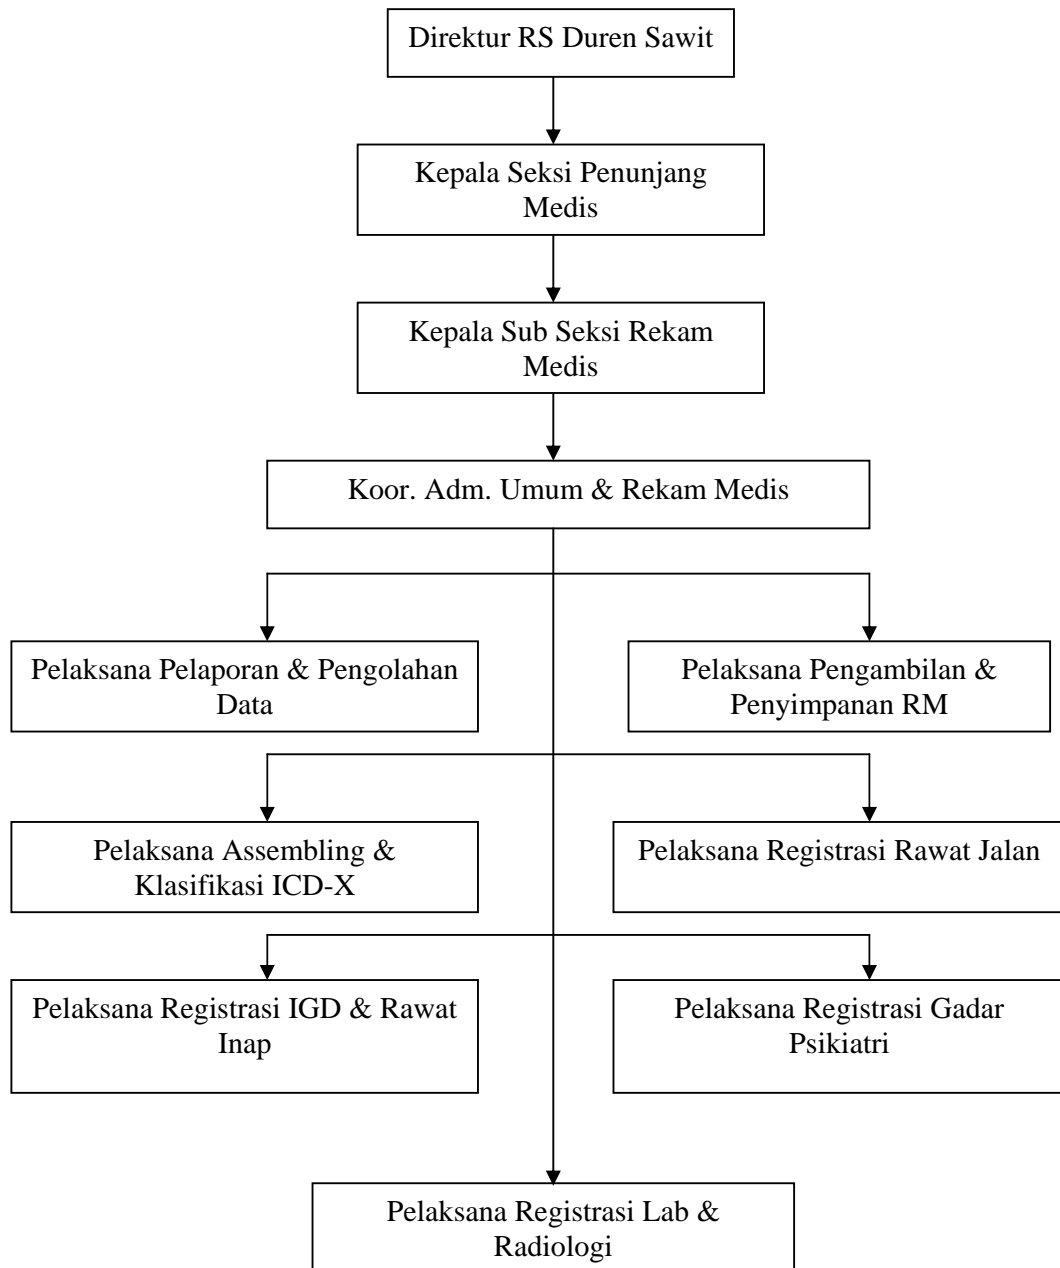 Direktur RS Duren Sawit
Kepala Seksi Penunjang
Medis
Kepala Sub Seksi Rekam
Medis
Koor. Adm. Umum & Rekam Medis
Pelaksana Pelaporan & Pengolahan
Data
Pelaksana Pengambilan &
Penyimpanan RM
Pelaksana Assembling &
Klasifikasi ICD-X
Pelaksana Registrasi Rawat Jalan
Pelaksana Registrasi IGD & Rawat
Inap
Pelaksana Registrasi Gadar
Psikiatri
Pelaksana Registrasi Lab &
Radiologi